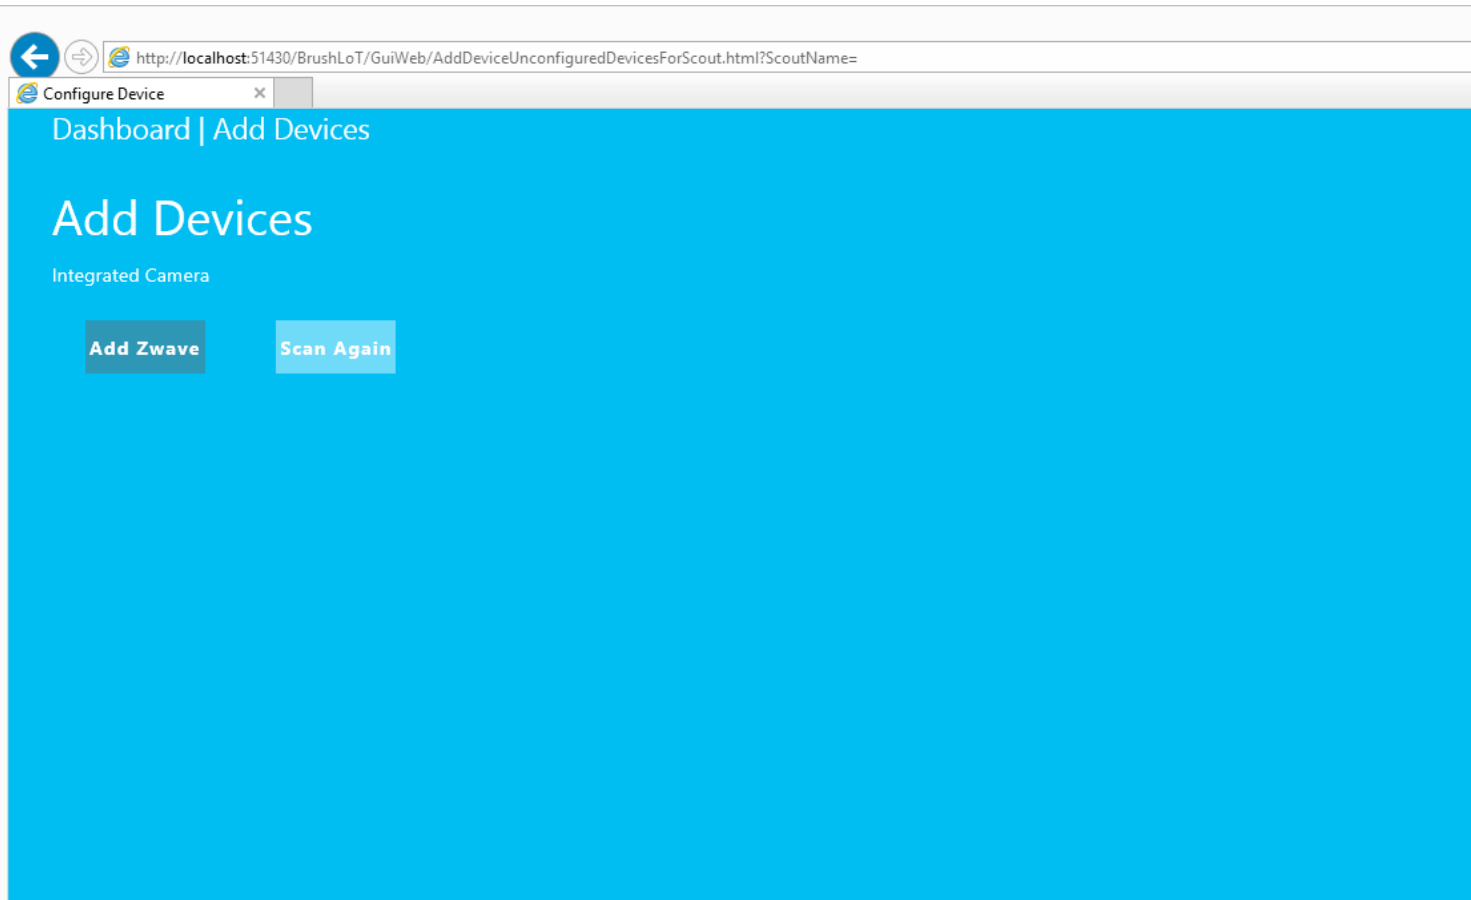 http://localhost:51430/BrushLoT/GuiWeb/AddDeviceUnconfiguredDevicesForScout.html?ScoutName=
Configure Device
Dashboard | Add Devices
Add Devices
Integrated Camera
Add Zwave
Scan Again